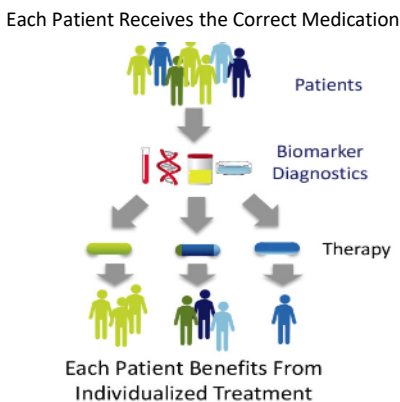 Each Patient Receives the Correct Medication
Patients
Biomarker
Diagnostics
Therapy
Each Patient Benefits From
Individualized Treatment